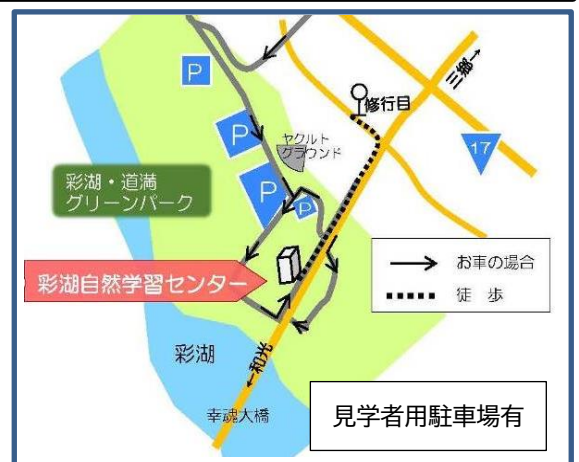 P
三郷→
修行目
P
ヤクルト
グラウンド
17
P
P
彩湖・道満
グリーンパーク
お車の場合
彩湖自然学習センター
徒 歩
彩湖
←和光
幸魂大橋
見学者用駐車場有